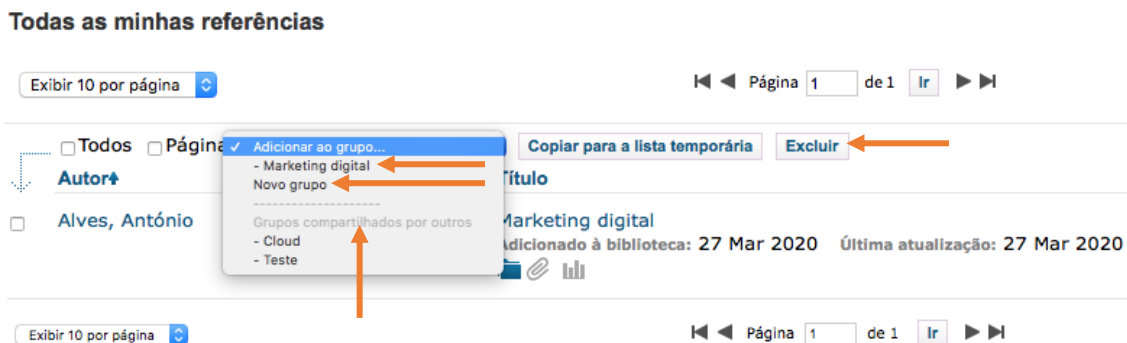 Todas as minhas referências
Exibir 10 por página
Página 1 de 1 Ir
Todos Página
Adicionar ao grupo...
- Marketing digital
Novo grupo
--------------------
Grupos compartilhados por outros
- Cloud
- Teste
Copiar para a lista temporária Excluir
Autor Título
Alves, António Marketing digital
Adicionado à biblioteca: 27 Mar 2020 Última atualização: 27 Mar 2020
Exibir 10 por página
Página 1 de 1 Ir